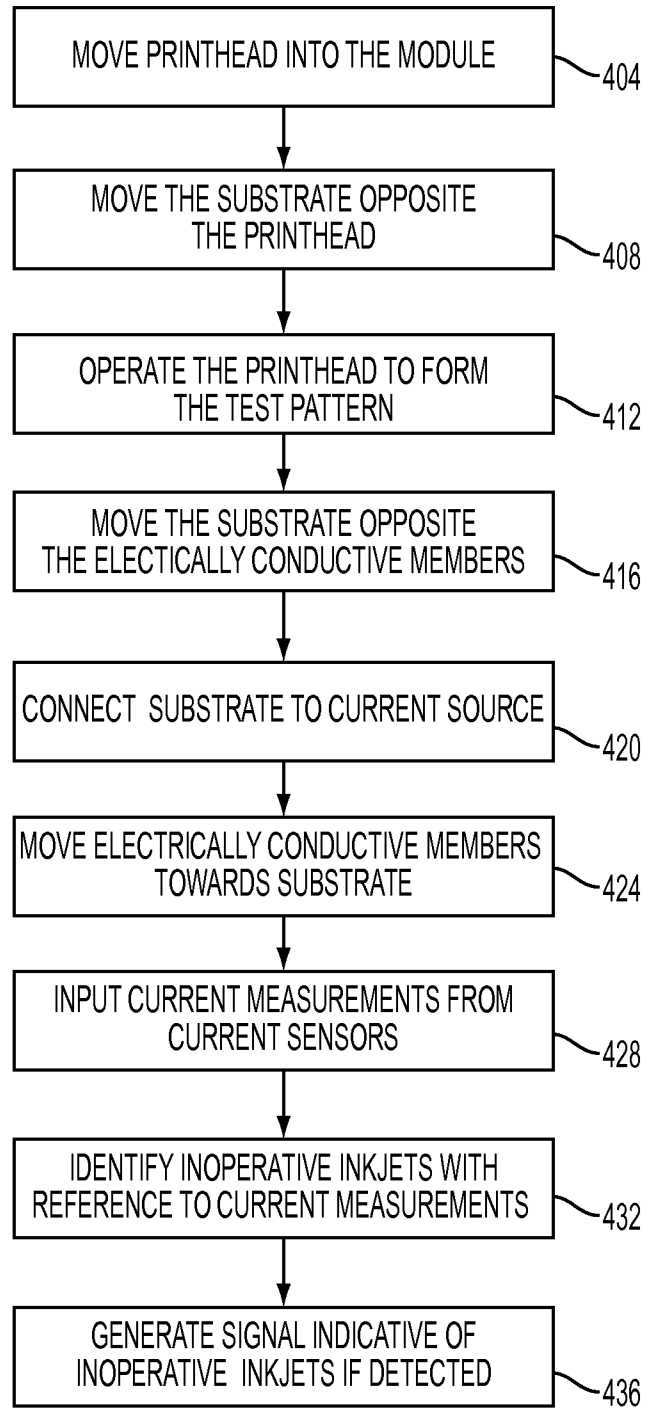 MOVE PRINTHEAD INTO THE MODULE
404
MOVE THE SUBSTRATE OPPOSITE
THE PRINTHEAD
408
OPERATE THE PRINTHEAD TO FORM
THE TEST PATTERN
412
MOVE THE SUBSTRATE OPPOSITE
THE ELECTICALLY CONDUCTIVE MEMBERS
416
CONNECT SUBSTRATE TO CURRENT SOURCE
420
MOVE ELECTRICALLY CONDUCTIVE MEMBERS
TOWARDS SUBSTRATE
424
INPUT CURRENT MEASUREMENTS FROM
CURRENT SENSORS
428
IDENTIFY INOPERATIVE INKJETS WITH
REFERENCE TO CURRENT MEASUREMENTS
432
GENERATE SIGNAL INDICATIVE OF
INOPERATIVE INKJETS IF DETECTED
436